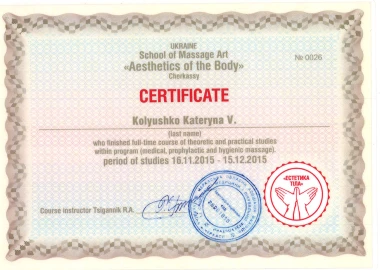 UKRAINE
School of Massage Art
«Aesthetics of the Body»
Cherkassy
№ 0026
CERTIFICATE
Kolyushko Kateryna V.
(last name)
who finished full-time course of theoretic and practical studies
within program (medical, prophylactic and hygienic massage).
period of studies 16.11.2015 - 15.12.2015
«ЕСТЕТИКА
ТІЛА»
Course instructor Tsigannik R.A.